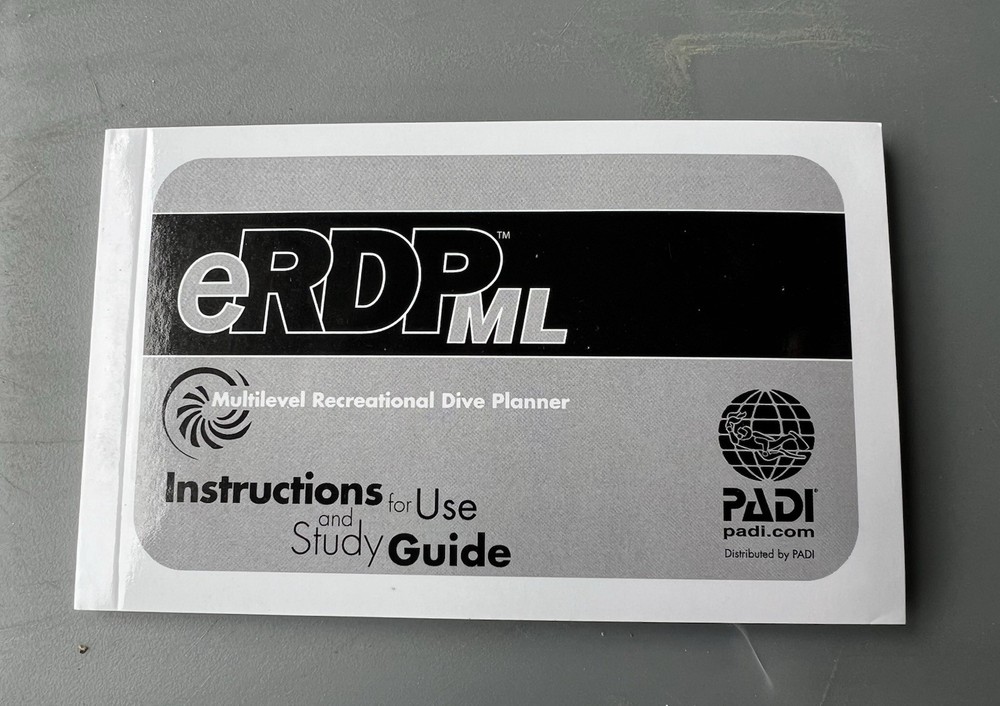 eRDP™ ML
Multilevel Recreational Dive Planner
Instructions for Use
and
Study Guide
PADI®
padi.com
Distributed by PADI